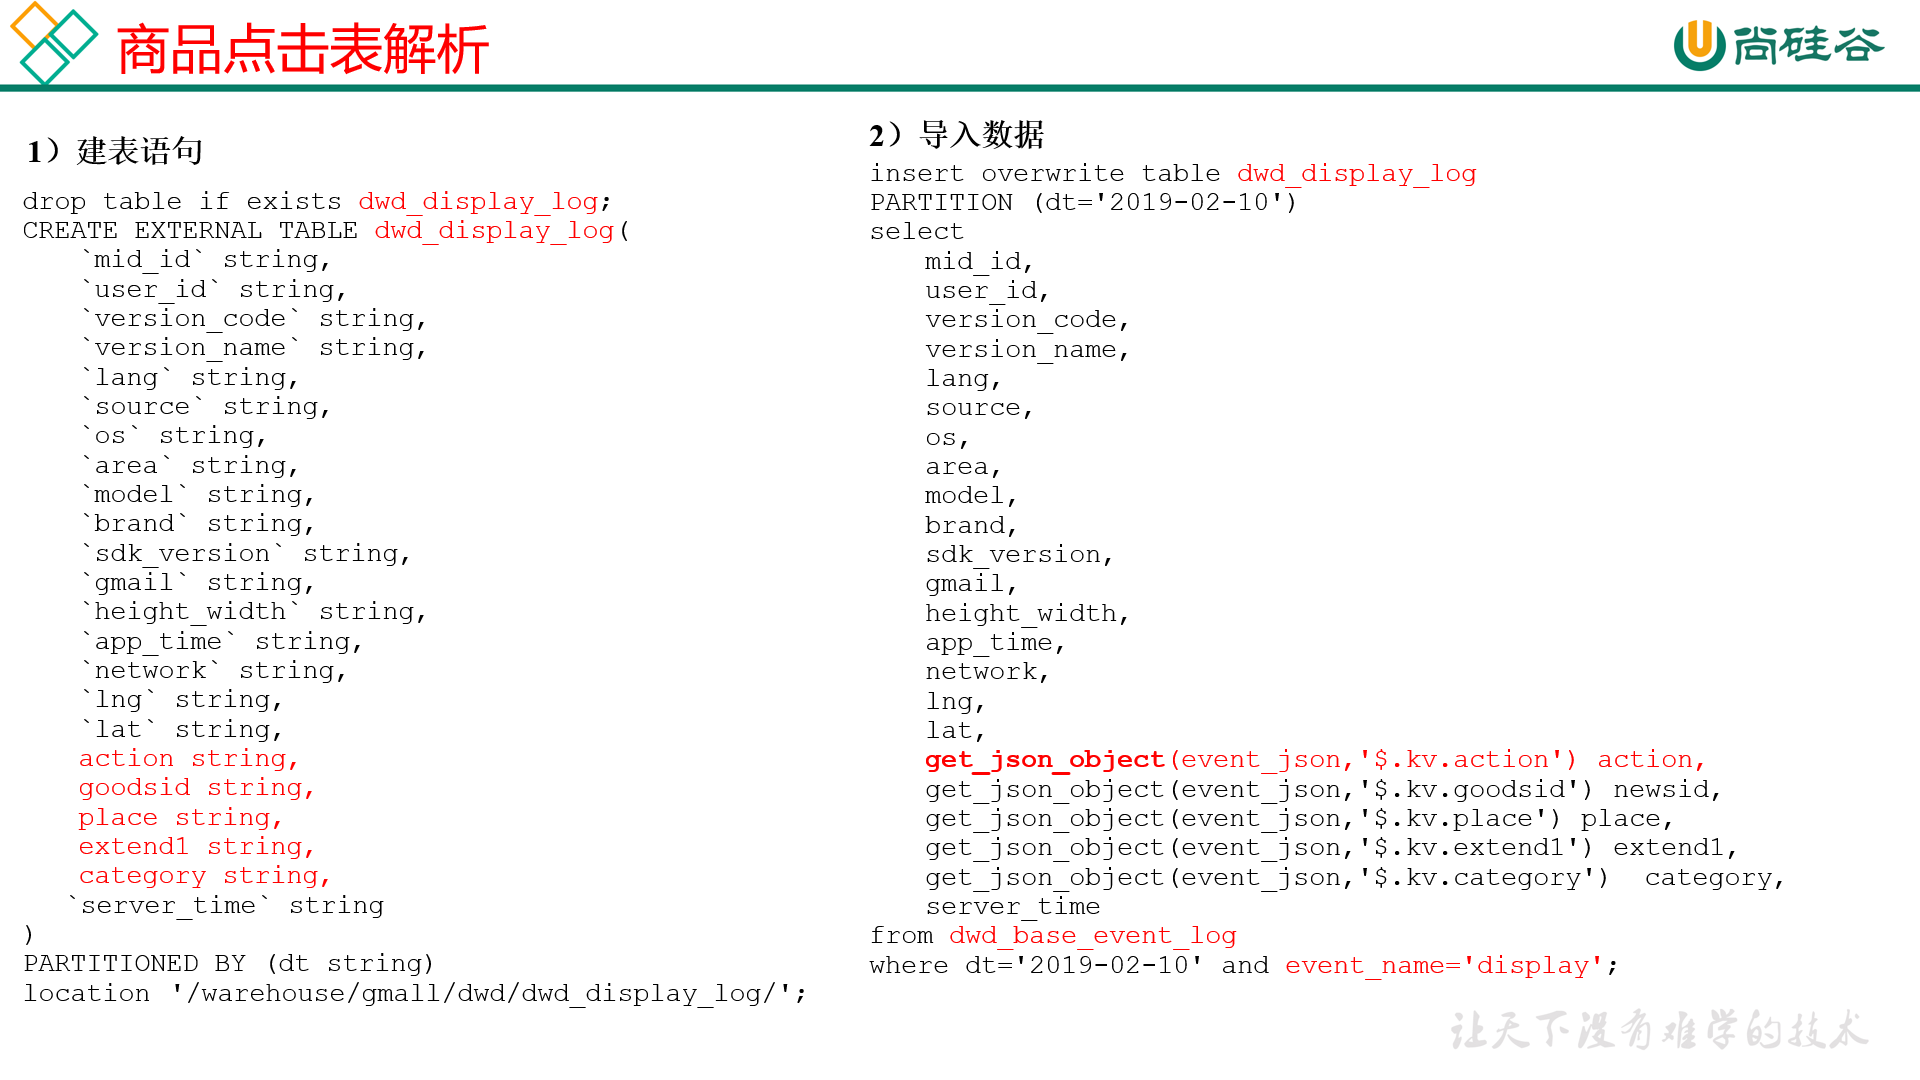 商品点击表解析
尚硅谷
1）建表语句
drop table if exists dwd_display_log;
CREATE EXTERNAL TABLE dwd_display_log(
`mid_id` string,
`user_id` string,
`version_code` string,
`version_name` string,
`lang` string,
`source` string,
`os` string,
`area` string,
`model` string,
`brand` string,
`sdk_version` string,
`gmail` string,
`height_width` string,
`app_time` string,
`network` string,
`lng` string,
`lat` string,
action string,
goodsid string,
place string,
extend1 string,
category string,
`server_time` string
)
PARTITIONED BY (dt string)
location '/warehouse/gmall/dwd/dwd_display_log/';
2）导入数据
insert overwrite table dwd_display_log
PARTITION (dt='2019-02-10')
select
mid_id,
user_id,
version_code,
version_name,
lang,
source,
os,
area,
model,
brand,
sdk_version,
gmail,
height_width,
app_time,
network,
lng,
lat,
get_json_object(event_json,'$.kv.action') action,
get_json_object(event_json,'$.kv.goodsid') newsid,
get_json_object(event_json,'$.kv.place') place,
get_json_object(event_json,'$.kv.extend1') extend1,
get_json_object(event_json,'$.kv.category')  category,
server_time
from dwd_base_event_log
where dt='2019-02-10' and event_name='display';
让天下没有难学的技术